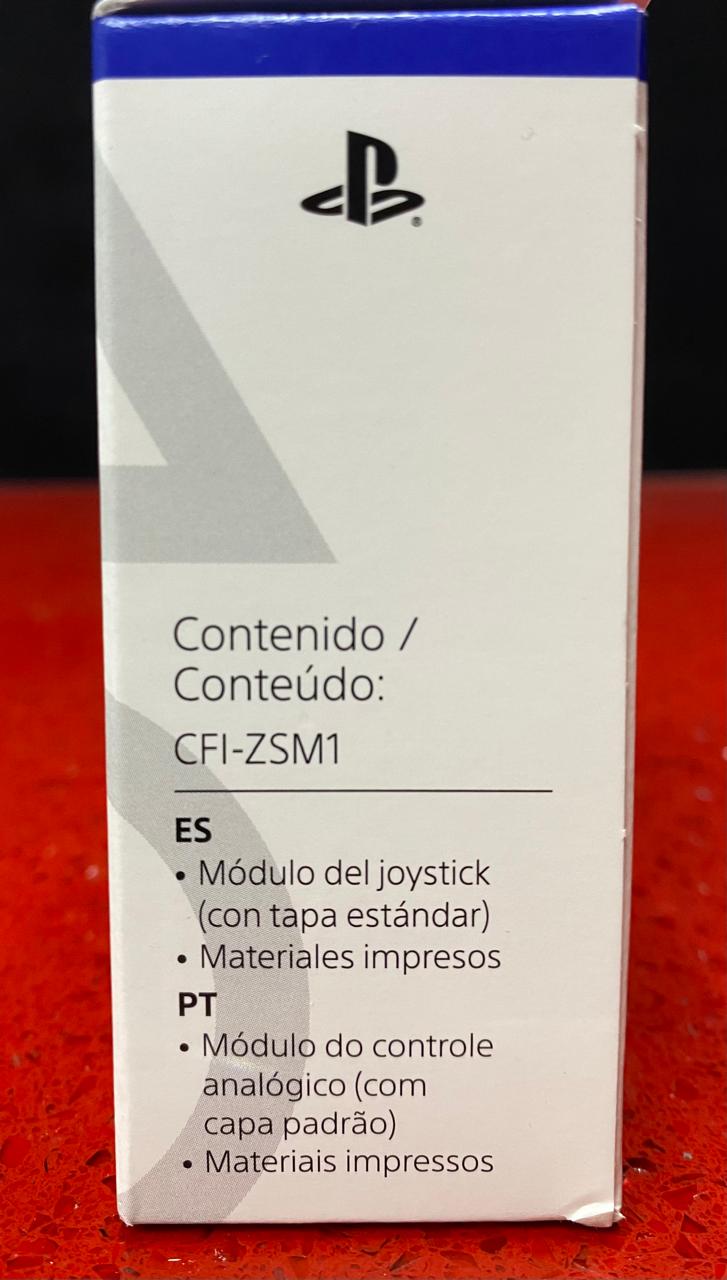 Contenido /
Conteúdo:
CFI-ZSM1
ES
• Módulo del joystick
(con tapa estándar)
• Materiales impresos
PT
• Módulo do controle
analógico (com
capa padrão)
• Materiais impressos